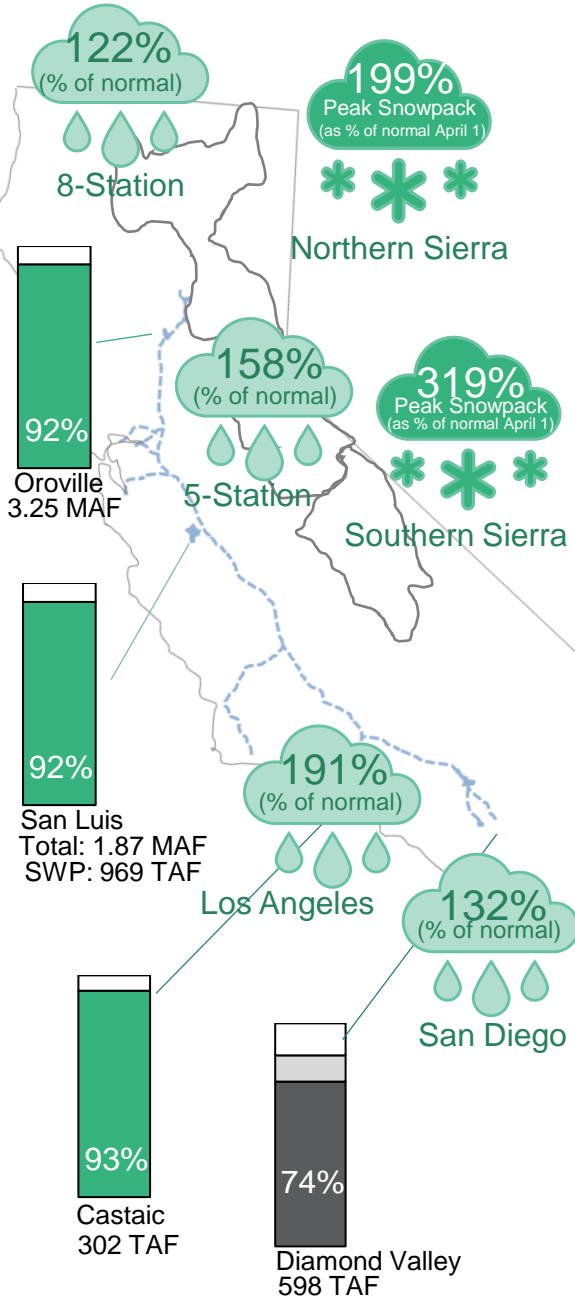 122%
(% of normal)
8-Station
199%
Peak Snowpack
(as % of normal April 1)
Northern Sierra
92%
Oroville
3.25 MAF
158%
(% of normal)
5-Station
319%
Peak Snowpack
(as % of normal April 1)
Southern Sierra
92%
San Luis
Total: 1.87 MAF
SWP: 969 TAF
191%
(% of normal)
Los Angeles
132%
(% of normal)
San Diego
93%
Castaic
302 TAF
74%
Diamond Valley
598 TAF